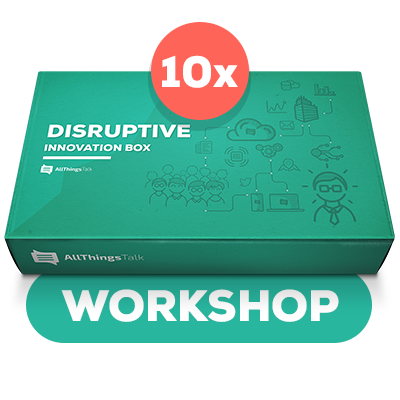 10x
DISRUPTIVE
INNOVATION BOX
AllThingsTalk
AllThingsTalk
WORKSHOP